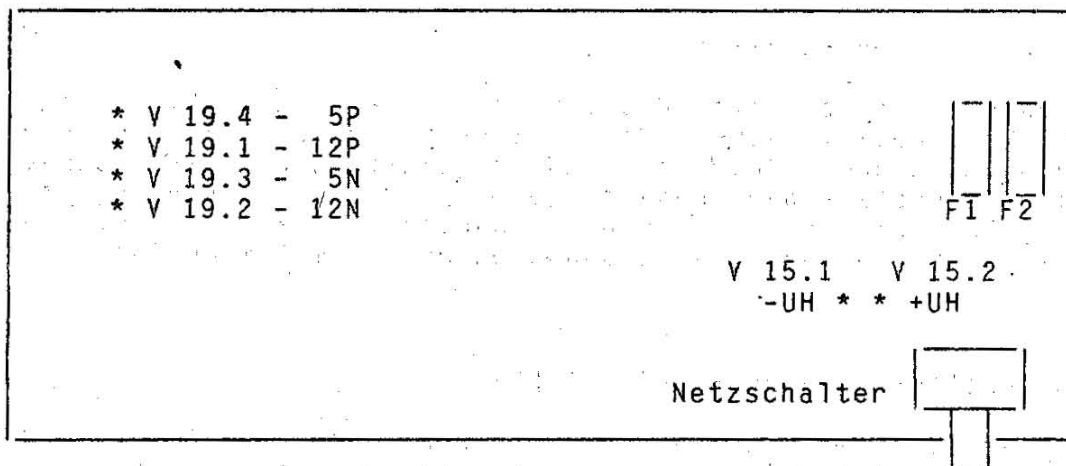 * V 19.4 - 5P
* V 19.1 - 12P
* V 19.3 - 5N
* V 19.2 - 12N
F1 F2
V 15.1 V 15.2
-UH * * +UH
Netzschalter